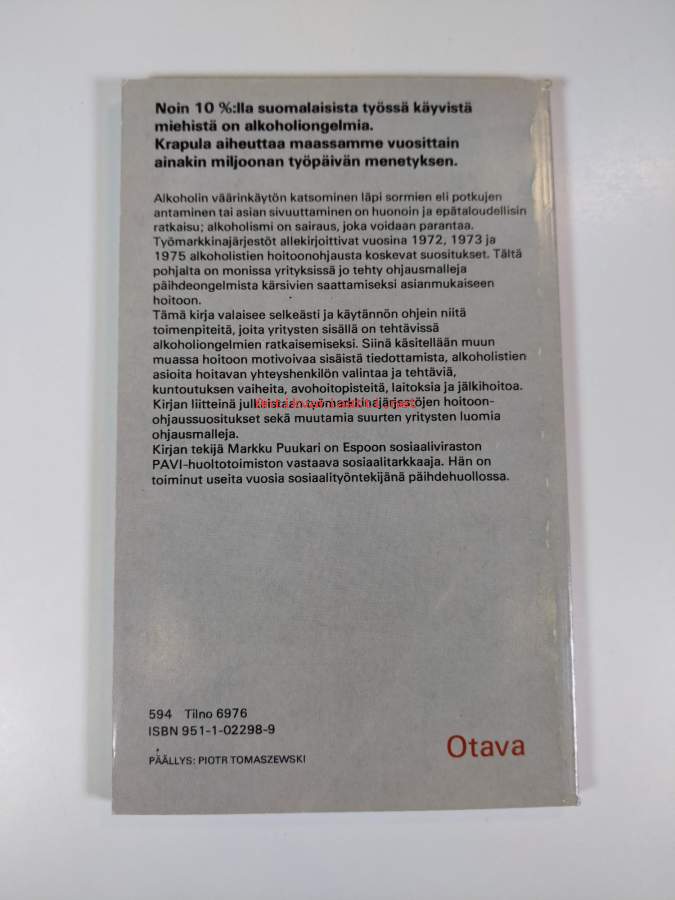 Noin 10 %:lla suomalaisista työssä käyvistä
miehistä on alkoholiongelmia.
Krapula aiheuttaa maassamme vuosittain
ainakin miljoonan työpäivän menetyksen.
Alkoholin väärinkäytön katsominen läpi sormien eli potkujen
antaminen tai asian sivuuttaminen on huonoin ja epätaloudellisin
ratkaisu; alkoholismi on sairaus, joka voidaan parantaa.
Työmarkkinajärjestöt allekirjoittivat vuosina 1972, 1973 ja
1975 alkoholistien hoitoonohjausta koskevat suositukset. Tältä
pohjalta on monissa yrityksissä jo tehty ohjausmalleja
päihdeongelmista kärsivien saattamiseksi asianmukaiseen
hoitoon.
Tämä kirja valaisee selkeästi ja käytännön ohjein niitä
toimenpiteitä, joita yritysten sisällä on tehtävissä
alkoholiongelmien ratkaisemiseksi. Siinä käsitellään muun
muassa hoitoon motivoivaa sisäistä tiedottamista, alkoholistien
asioita hoitavan yhteyshenkilön valintaa ja tehtäviä,
kuntoutuksen vaiheita, avohoitopisteitä, laitoksia ja jälkihoitoa.
Kirjan liitteinä julkaistaan työmarkkinajärjestöjen hoitoon-
ohjaussuositukset sekä muutamia suurten yritysten luomia
ohjausmalleja.
Kirjan tekijä Markku Puukari on Espoon sosiaaliviraston
PAVI-huoltotoimiston vastaava sosiaalitarkkaaja. Hän on
toiminut useita vuosia sosiaalityöntekijänä päihdehuollossa.
594 Tilno 6976
ISBN 951-1-02298-9
PÄÄLLYS: PIOTR TOMASZEWSKI
Otava